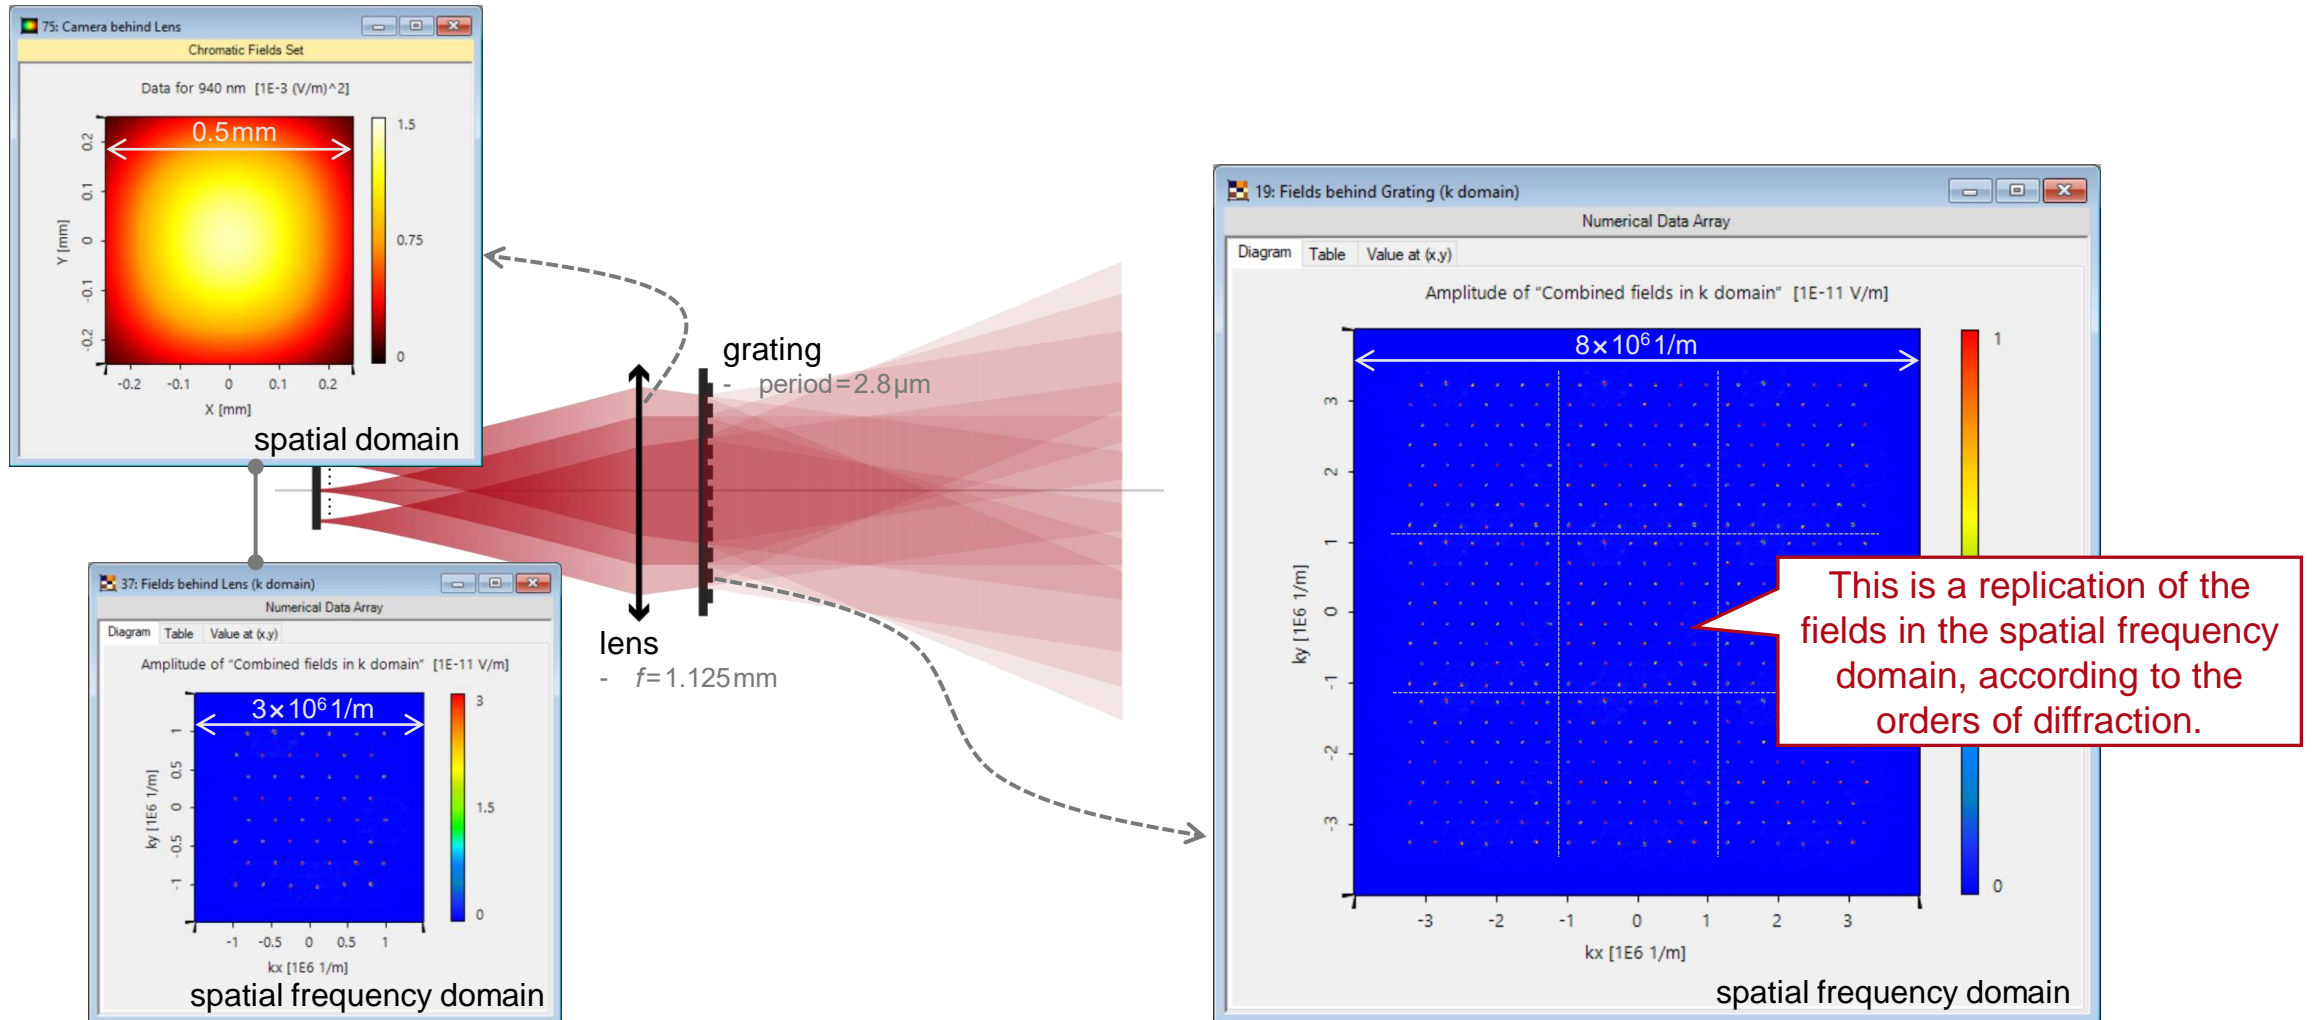 75: Camera behind Lens
Chromatic Fields Set
Data for 940 nm [1E-3 (V/m)^2]
0.5mm
1.5
0.75
0
Y [mm]
0.2
0.1
0
-0.1
-0.2
-0.2
-0.1
0
0.1
0.2
X [mm]
spatial domain
37: Fields behind Lens (k domain)
Numerical Data Array
Diagram
Table
Value at (x,y)
Amplitude of "Combined fields in k domain" [1E-11 V/m]
3×10⁶1/m
3
1.5
0
ky [1E6 1/m]
1
0.5
0
-0.5
-1
-1
-0.5
0
0.5
1
kx [1E6 1/m]
spatial frequency domain
lens
- f=1.125mm
grating
- period=2.8µm
19: Fields behind Grating (k domain)
Numerical Data Array
Diagram
Table
Value at (x,y)
Amplitude of "Combined fields in k domain" [1E-11 V/m]
8×10⁶1/m
1
0
ky [1E6 1/m]
3
2
1
0
-1
-2
-3
-3
-2
-1
0
1
2
3
kx [1E6 1/m]
spatial frequency domain
This is a replication of the
fields in the spatial frequency
domain, according to the
orders of diffraction.